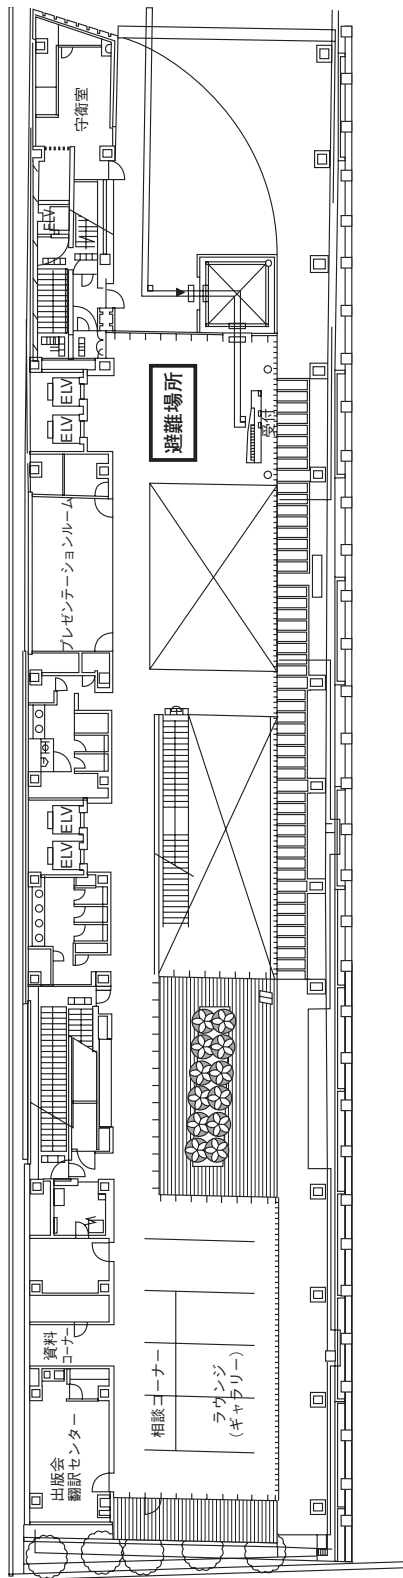 守衛室
ELV
ELV
ELV
避難場所
受付
プレゼンテーションルーム
ELV
ELV
資料
コーナー
相談コーナー
ラウンジ
(ギャラリー)
出版会
翻訳センター